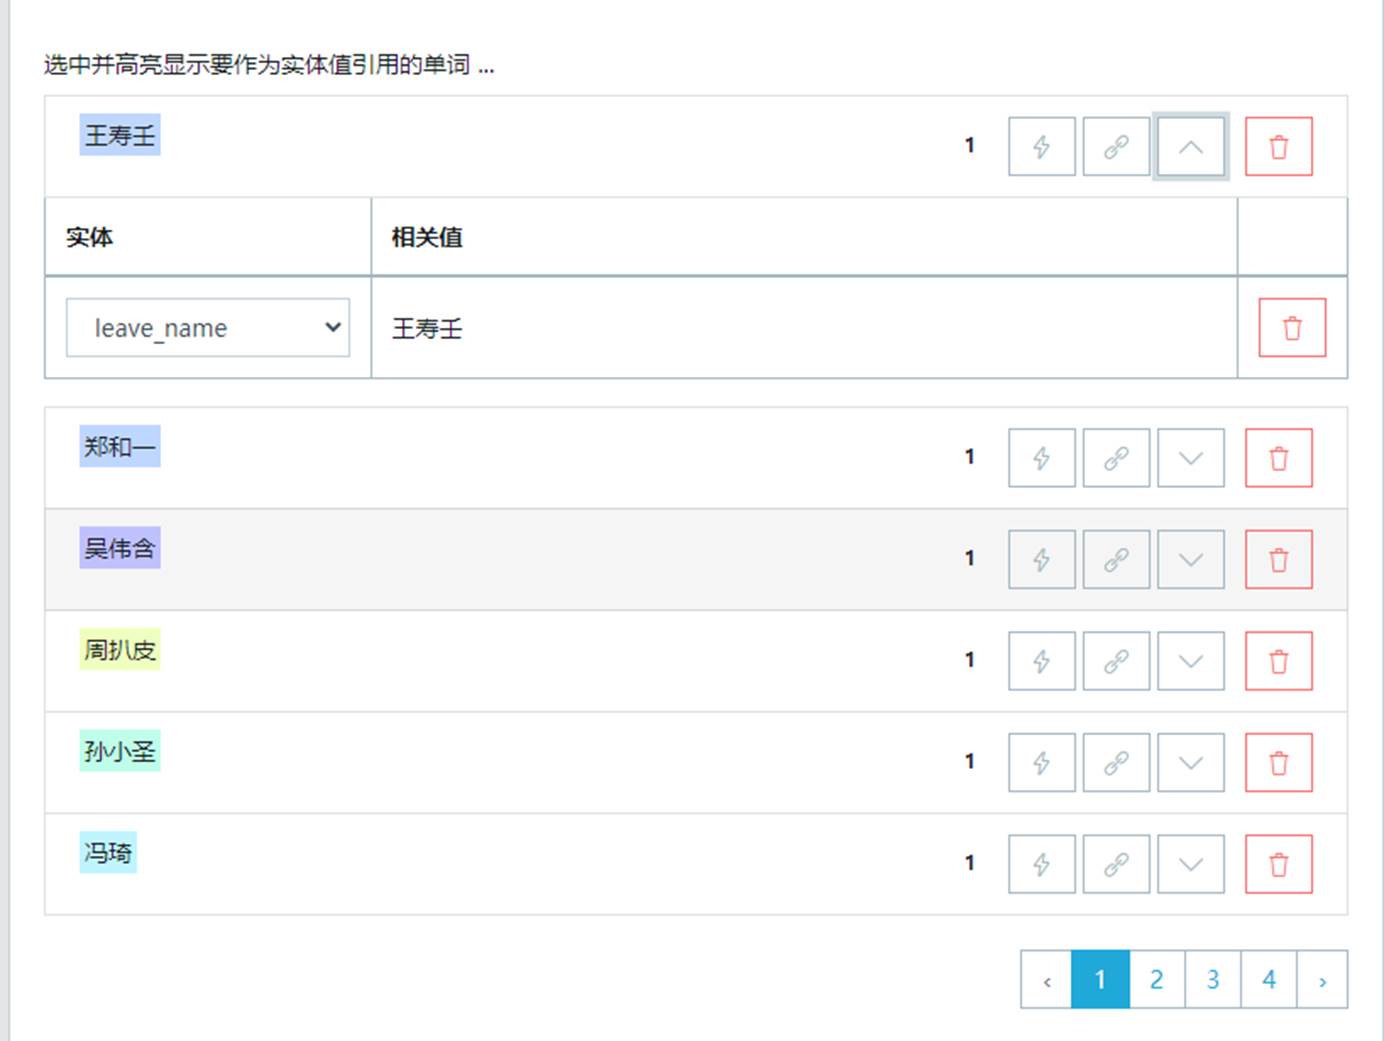 选中并高亮显示要作为实体值引用的单词 ...
王寿壬 1
实体 相关值
leave_name 王寿壬
郑和一 1
吴伟含 1
周扒皮 1
孙小圣 1
冯琦 1
‹ 1 2 3 4 ›